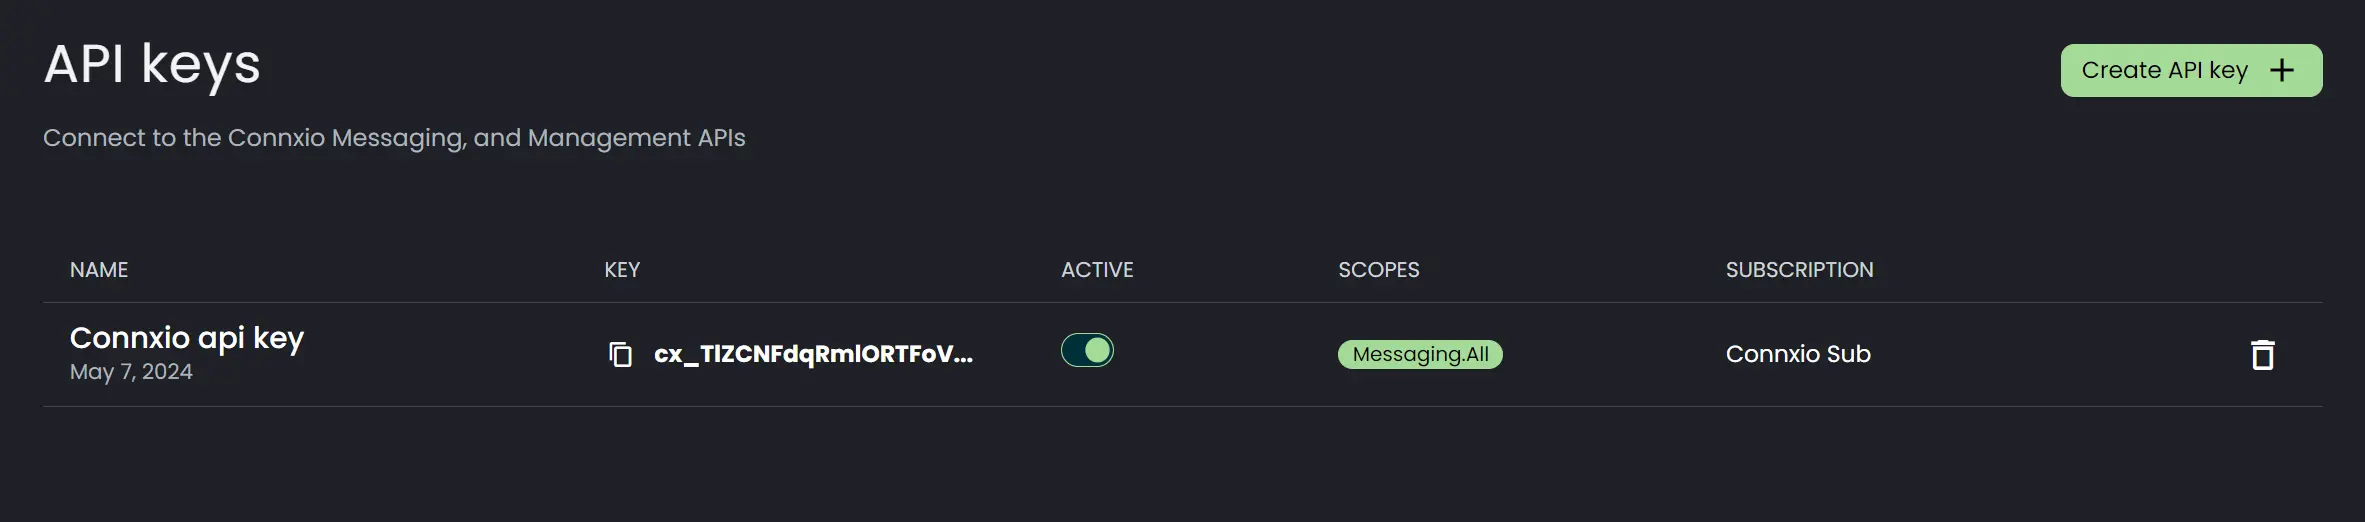 API keys
Create API key
Connect to the Connxio Messaging, and Management APIs
NAME KEY ACTIVE SCOPES SUBSCRIPTION
Connxio api key
May 7, 2024
cx_TlZCNFdqRmlORTFoV...
Messaging.All
Connxio Sub